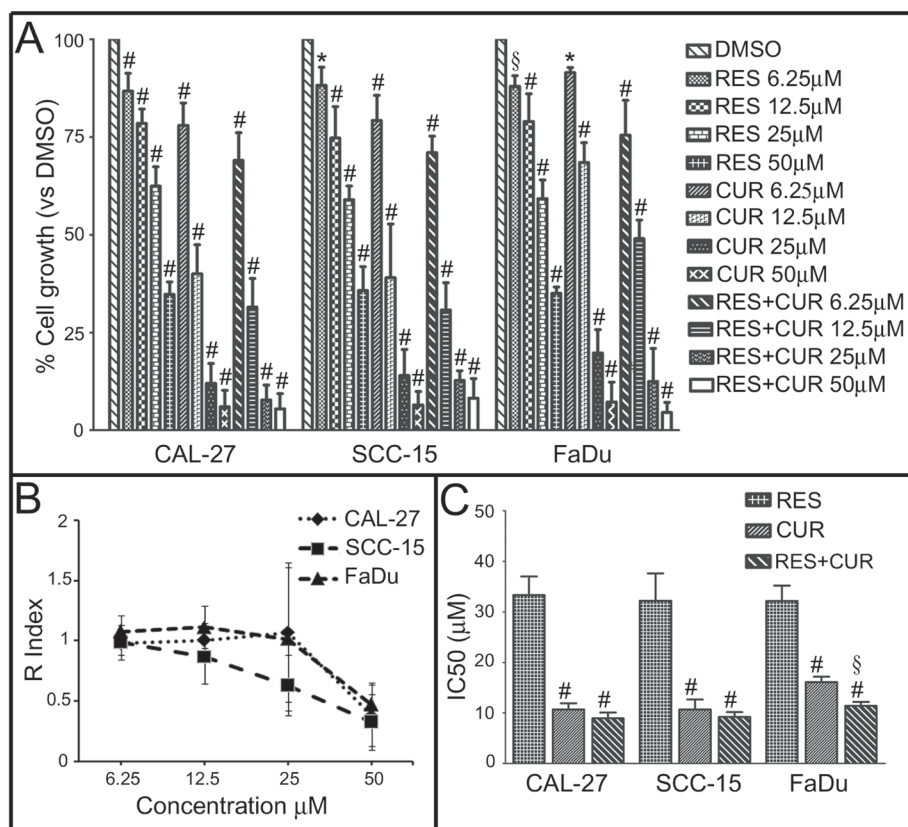 A
100
75
50
25
0
% Cell growth (vs DMSO)
# # # # # # # # # # # #
* # # # # # # # # # # #
§ # # # * # # # # # # #
CAL-27 SCC-15 FaDu
DMSO
RES 6.25μM
RES 12.5μM
RES 25μM
RES 50μM
CUR 6.25μM
CUR 12.5μM
CUR 25μM
CUR 50μM
RES+CUR 6.25μM
RES+CUR 12.5μM
RES+CUR 25μM
RES+CUR 50μM
B
2
1.5
1
0.5
0
R Index
CAL-27
SCC-15
FaDu
6.25 12.5 25 50
Concentration μM
C
50
40
30
20
10
0
IC50 (μM)
RES
CUR
RES+CUR
# #
# #
# § #
CAL-27 SCC-15 FaDu